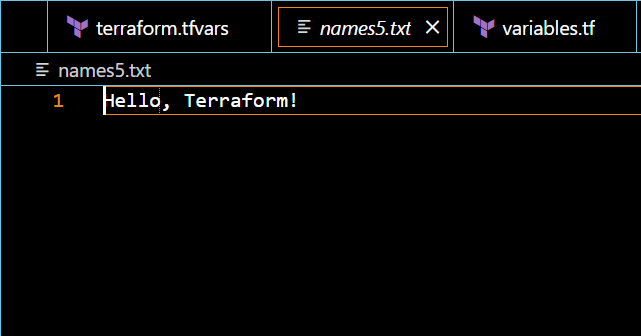 terraform.tfvars
names5.txt
variables.tf
names5.txt
1 Hello, Terraform!